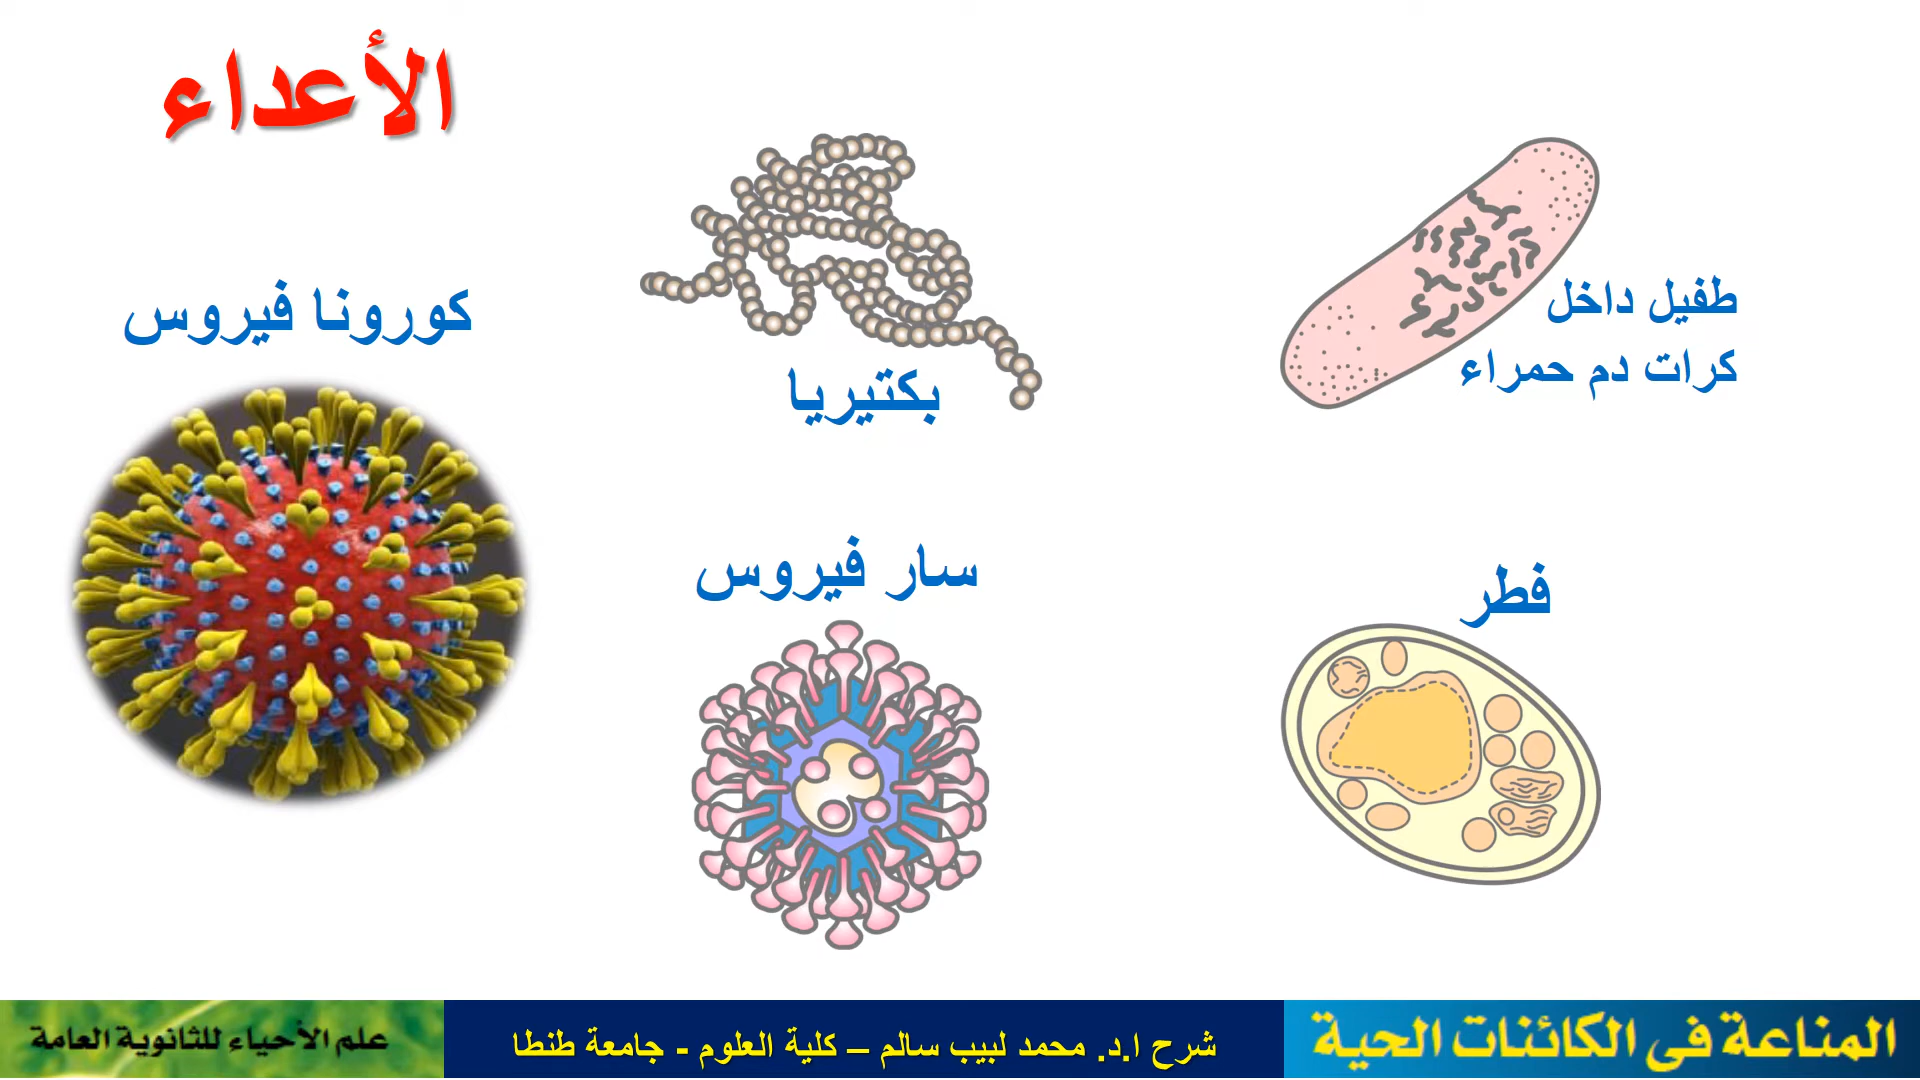 الأعداء
طفيل داخل
كرات دم حمراء
بكتيريا
كورونا فيروس
فطر
سار فيروس
المناعة فى الكائنات الحية
شرح ا.د. محمد لبيب سالم – كلية العلوم - جامعة طنطا
علم الأحياء للثانوية العامة